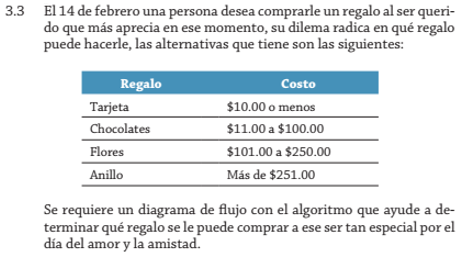 3.3 El 14 de febrero una persona desea comprarle un regalo al ser queri-
do que más aprecia en ese momento, su dilema radica en qué regalo
puede hacerle, las alternativas que tiene son las siguientes:
Regalo Costo
Tarjeta $10.00 o menos
Chocolates $11.00 a $100.00
Flores $101.00 a $250.00
Anillo Más de $251.00
Se requiere un diagrama de flujo con el algoritmo que ayude a de-
terminar qué regalo se le puede comprar a ese ser tan especial por el
día del amor y la amistad.